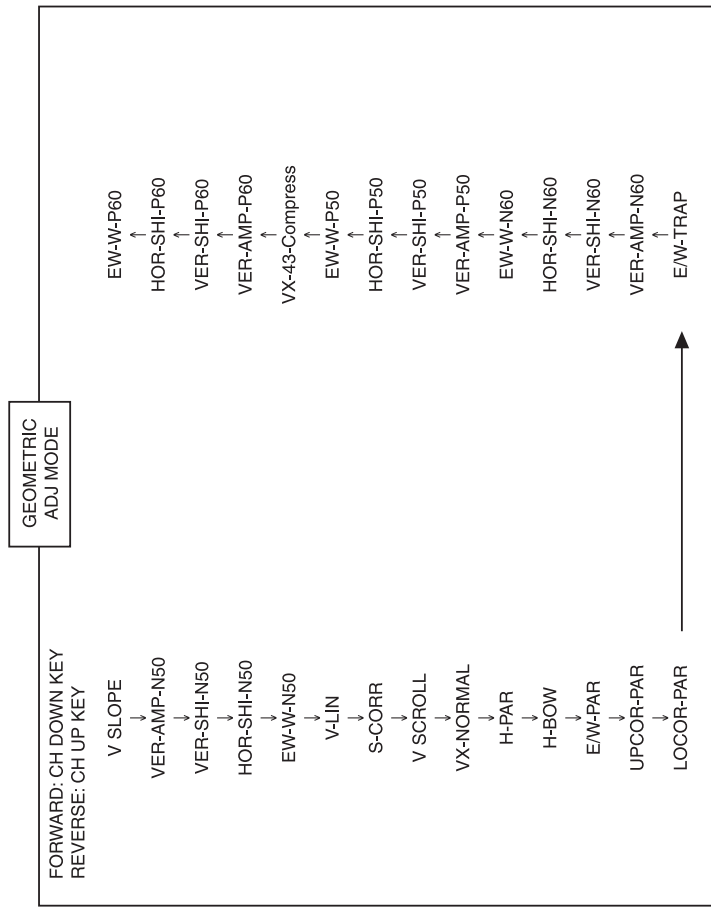 GEOMETRIC
ADJ MODE
FORWARD: CH DOWN KEY
REVERSE: CH UP KEY
V SLOPE
VER-AMP-N50
VER-SHI-N50
HOR-SHI-N50
EW-W-N50
V-LIN
S-CORR
V SCROLL
VX-NORMAL
H-PAR
H-BOW
E/W-PAR
UPCOR-PAR
LOCOR-PAR
EW-W-P60
HOR-SHI-P60
VER-SHI-P60
VER-AMP-P60
VX-43-Compress
EW-W-P50
HOR-SHI-P50
VER-SHI-P50
VER-AMP-P50
EW-W-N60
HOR-SHI-N60
VER-SHI-N60
VER-AMP-N60
E/W-TRAP